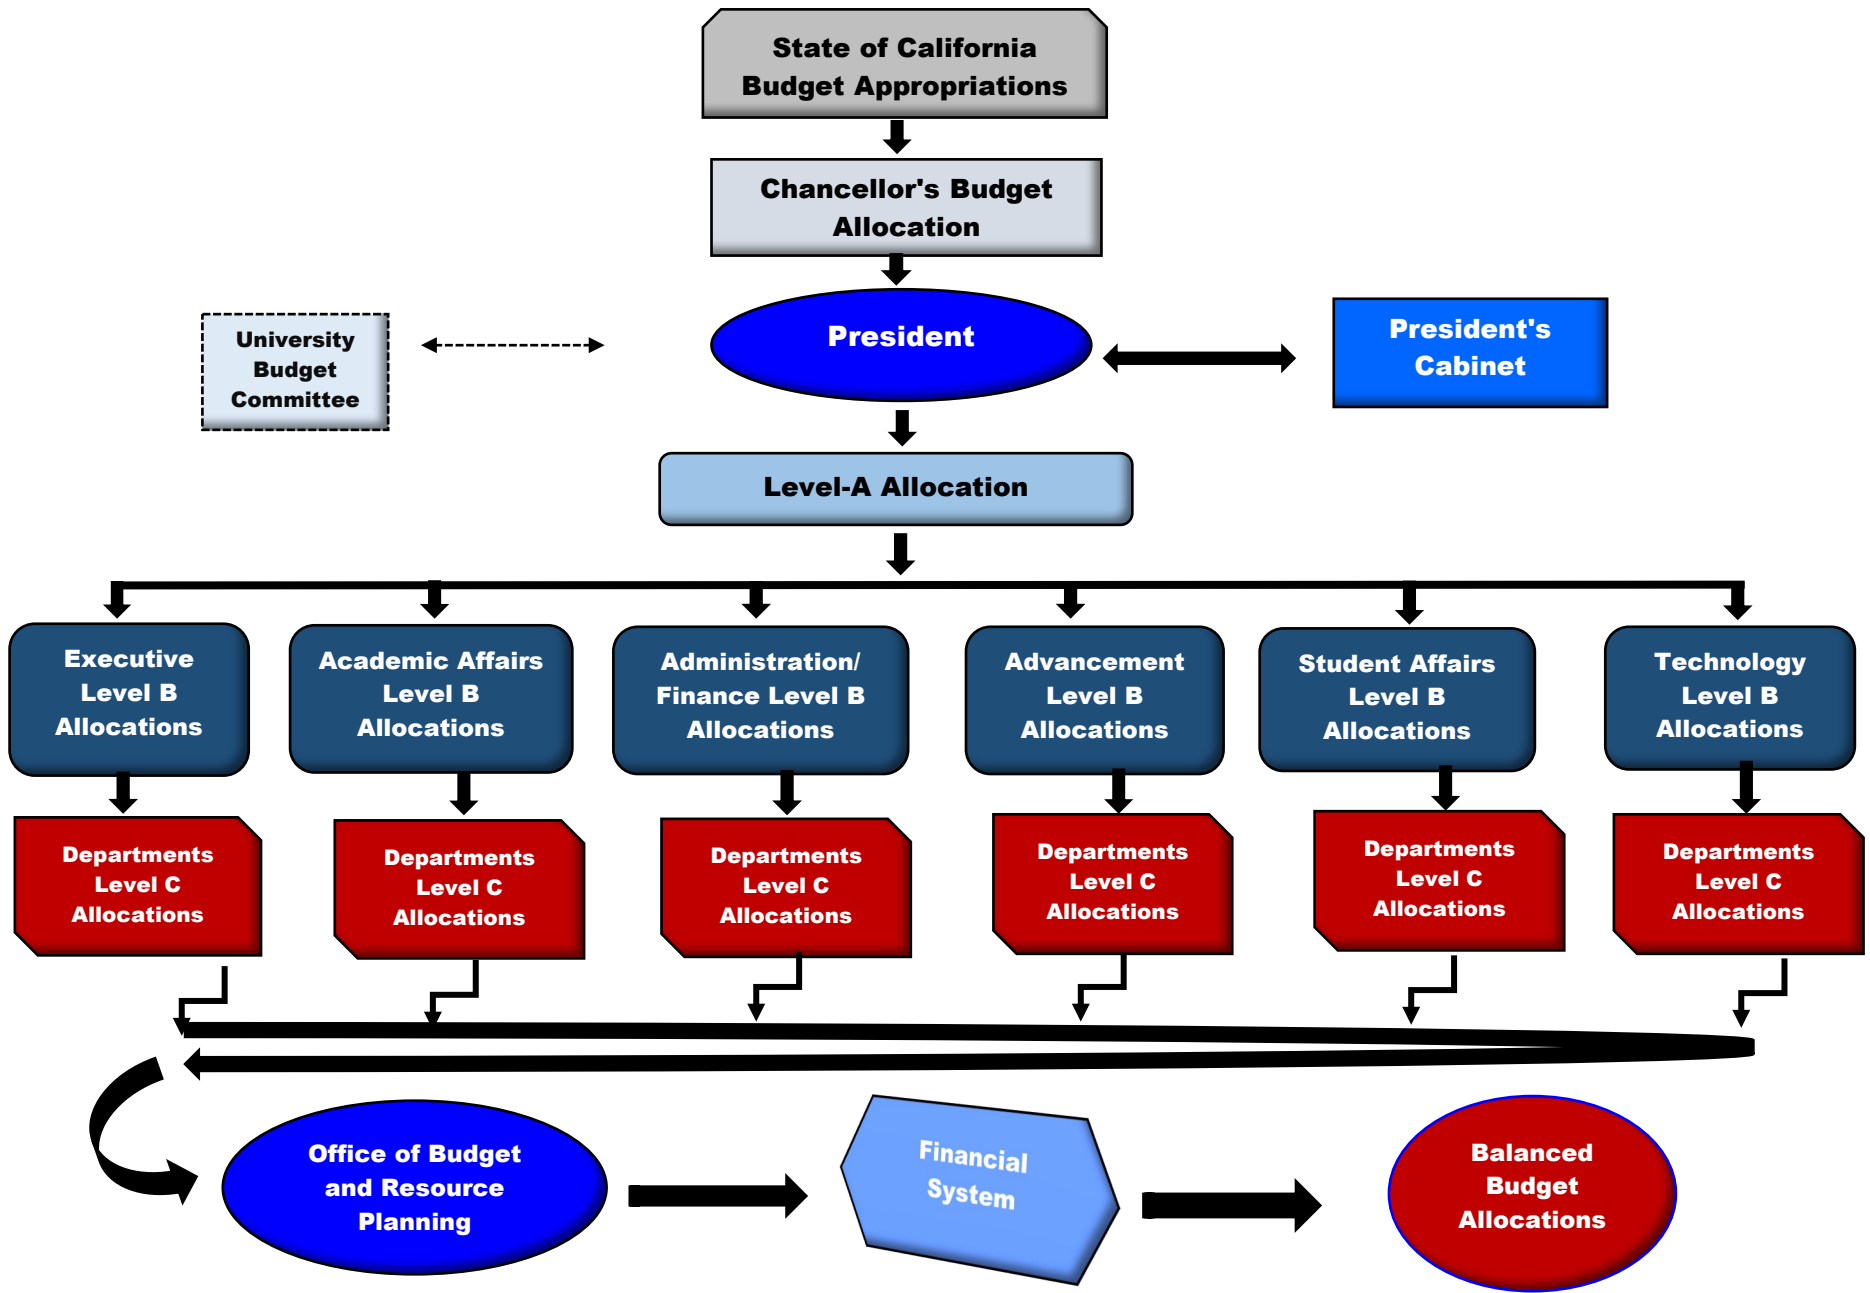 State of California
Budget Appropriations
Chancellor's Budget
Allocation
University
Budget
Committee
President
President's
Cabinet
Level-A Allocation
Executive
Level B
Allocations
Academic Affairs
Level B
Allocations
Administration/
Finance Level B
Allocations
Advancement
Level B
Allocations
Student Affairs
Level B
Allocations
Technology
Level B
Allocations
Departments
Level C
Allocations
Departments
Level C
Allocations
Departments
Level C
Allocations
Departments
Level C
Allocations
Departments
Level C
Allocations
Departments
Level C
Allocations
Office of Budget
and Resource
Planning
Financial
System
Balanced
Budget
Allocations